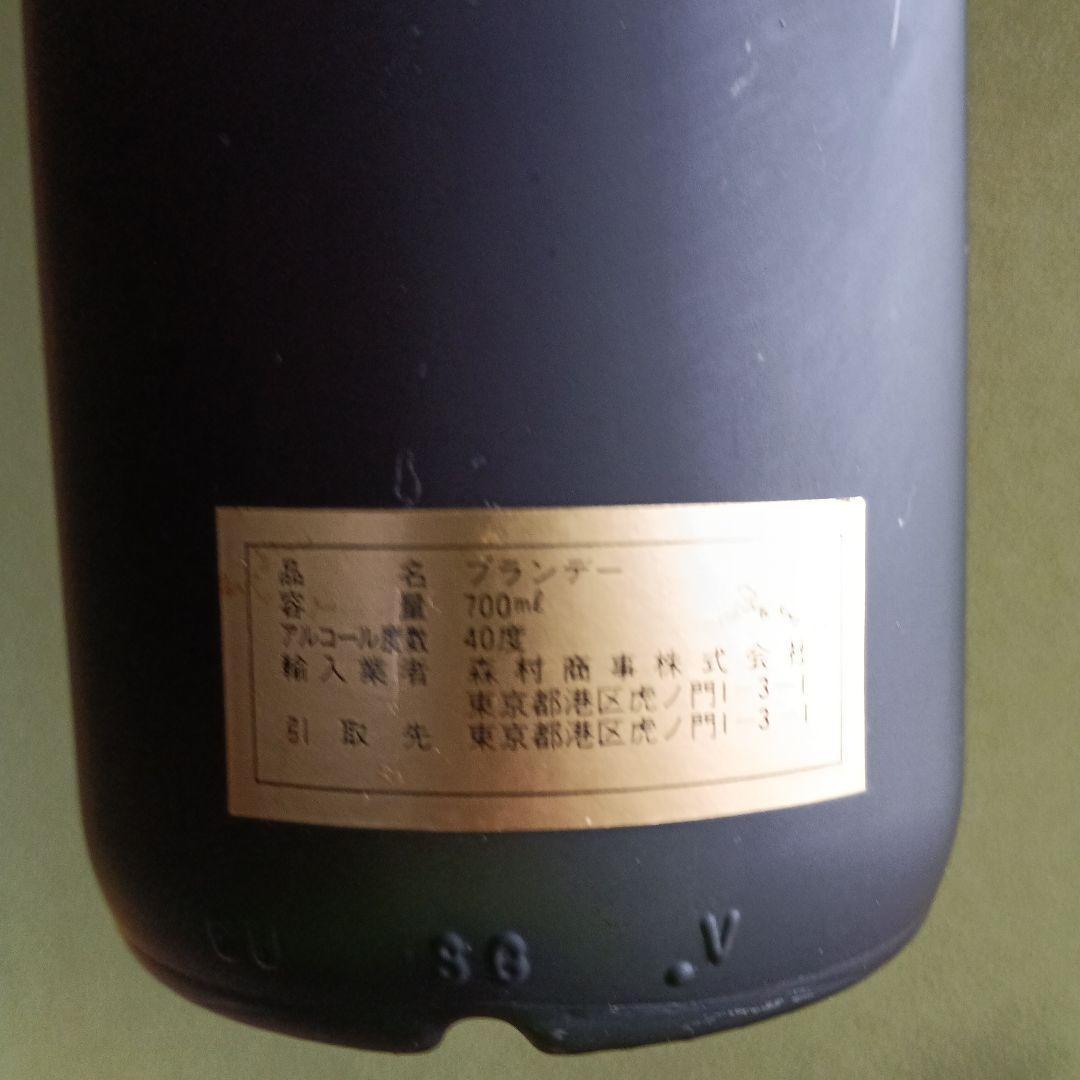 品名 ブランデー
容量 700ml
アルコール度数 40度
輸入業者 森村商事株式会社
東京都港区虎ノ門1-3-1
引取先 東京都港区虎ノ門1-3-1
SG .V